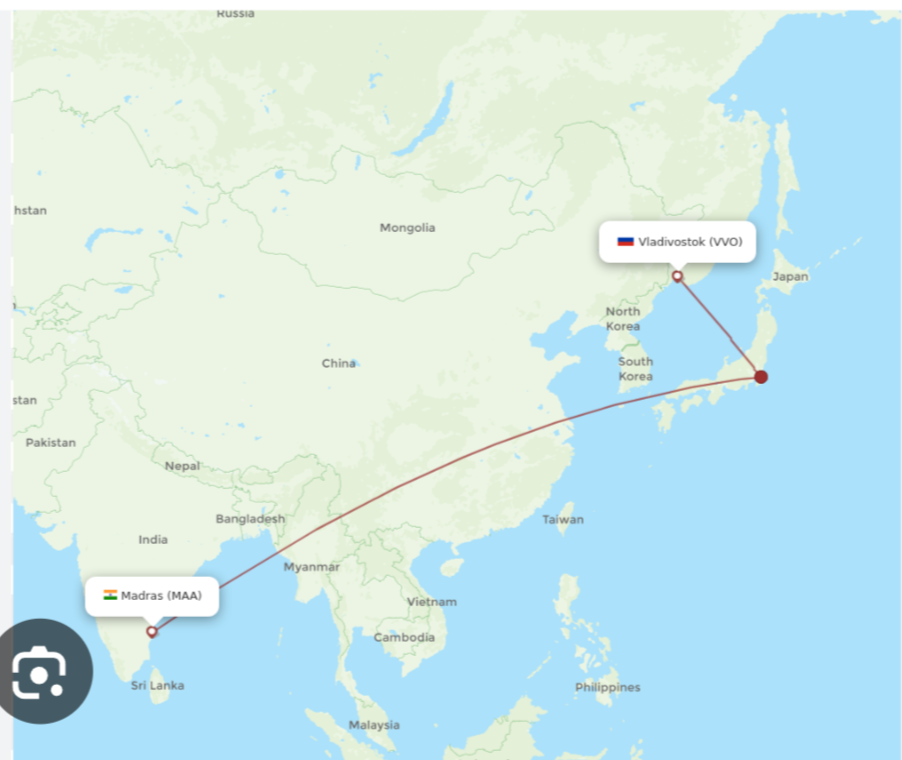 Russia
hstan
Mongolia
Vladivostok (VVO)
Japan
North
Korea
South
Korea
China
stan
Pakistan
Nepal
Bangladesh
Taiwan
India
Myanmar
Madras (MAA)
Vietnam
Cambodia
Sri Lanka
Philippines
Malaysia